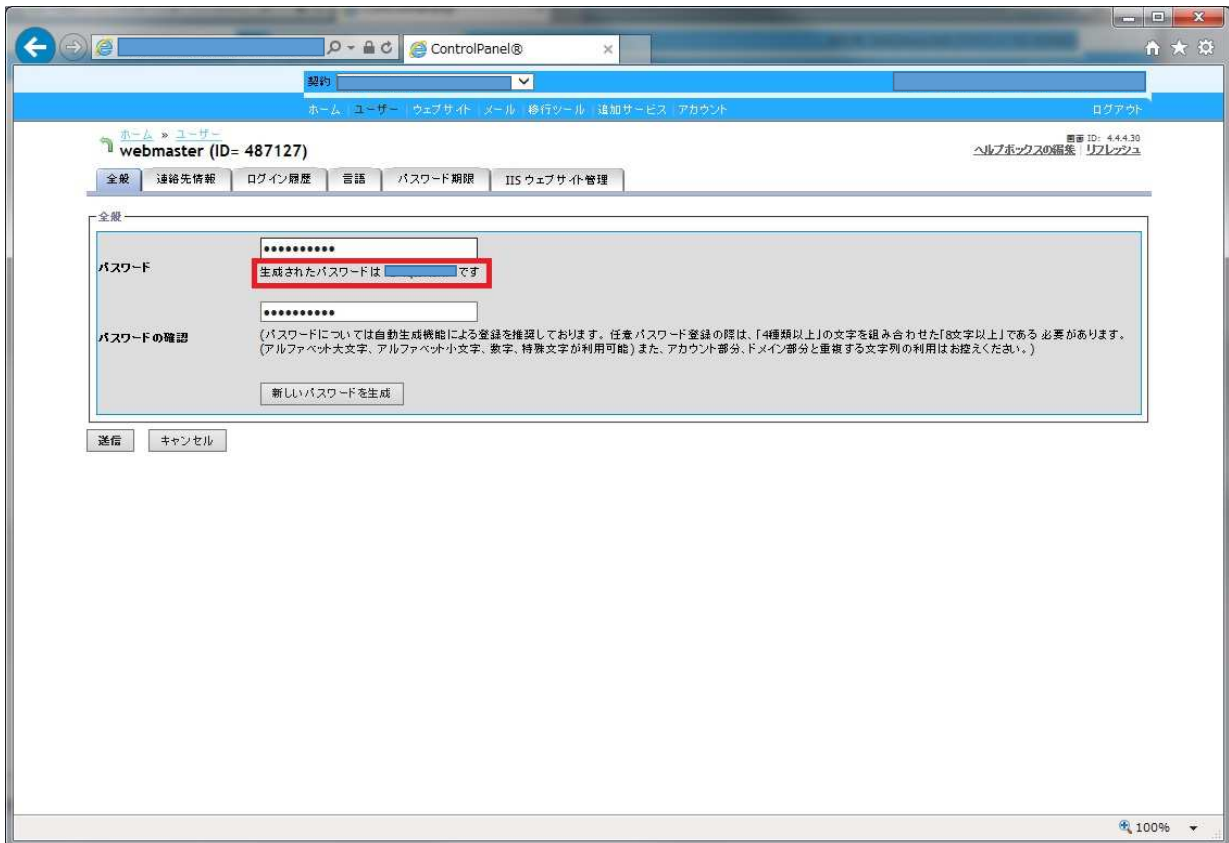 ControlPanel®
契約
ホーム | ユーザー | ウェブサイト | メール | 移行ツール | 追加サービス | アカウント
ログアウト
ホーム » ユーザー
画面 ID: 4.4.4.30
webmaster (ID= 487127)
ヘルプボックスの編集 | リフレッシュ
全般 連絡先情報 ログイン履歴 言語 パスワード期限 IIS ウェブサイト管理
全般
パスワード
••••••••••
生成されたパスワードは です
パスワードの確認
••••••••••
(パスワードについては自動生成機能による登録を推奨しております。任意パスワード登録の際は、「4種類以上」の文字を組み合わせた「8文字以上」である 必要があります。
(アルファベット大文字、アルファベット小文字、数字、特殊文字が利用可能) また、アカウント部分、ドメイン部分と重複する文字列の利用はお控えください。)
新しいパスワードを生成
送信 キャンセル
100%